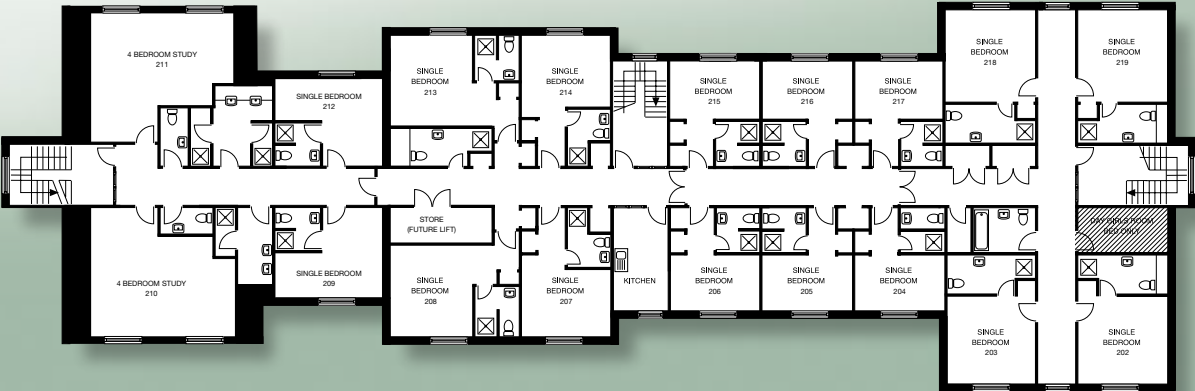 4 BEDROOM STUDY
211
SINGLE BEDROOM
212
SINGLE
BEDROOM
213
SINGLE
BEDROOM
214
SINGLE
BEDROOM
215
SINGLE
BEDROOM
216
SINGLE
BEDROOM
217
SINGLE
BEDROOM
218
SINGLE
BEDROOM
219
STORE
(FUTURE LIFT)
DAY GIRLS ROOM
BED ONLY
4 BEDROOM STUDY
210
SINGLE BEDROOM
209
SINGLE
BEDROOM
208
SINGLE
BEDROOM
207
KITCHEN
SINGLE
BEDROOM
206
SINGLE
BEDROOM
205
SINGLE
BEDROOM
204
SINGLE
BEDROOM
203
SINGLE
BEDROOM
202